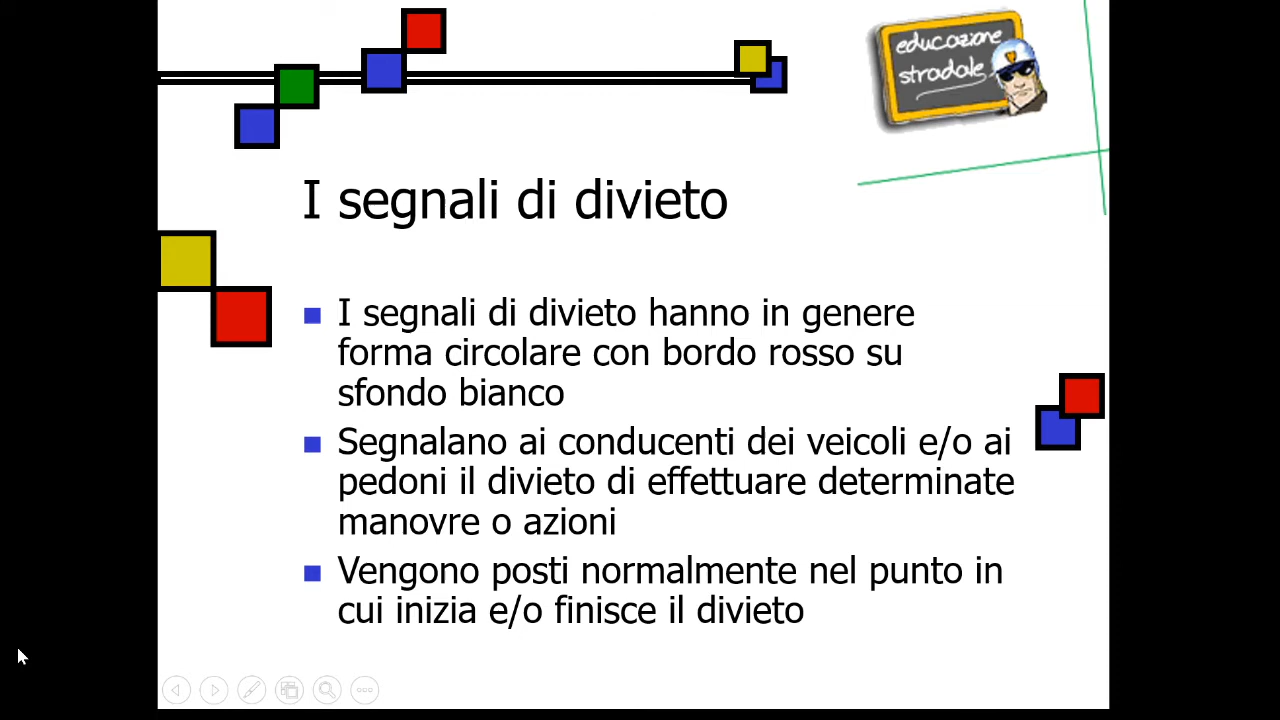 educazione
stradale
I segnali di divieto
I segnali di divieto hanno in genere
forma circolare con bordo rosso su
sfondo bianco
Segnalano ai conducenti dei veicoli e/o ai
pedoni il divieto di effettuare determinate
manovre o azioni
Vengono posti normalmente nel punto in
cui inizia e/o finisce il divieto